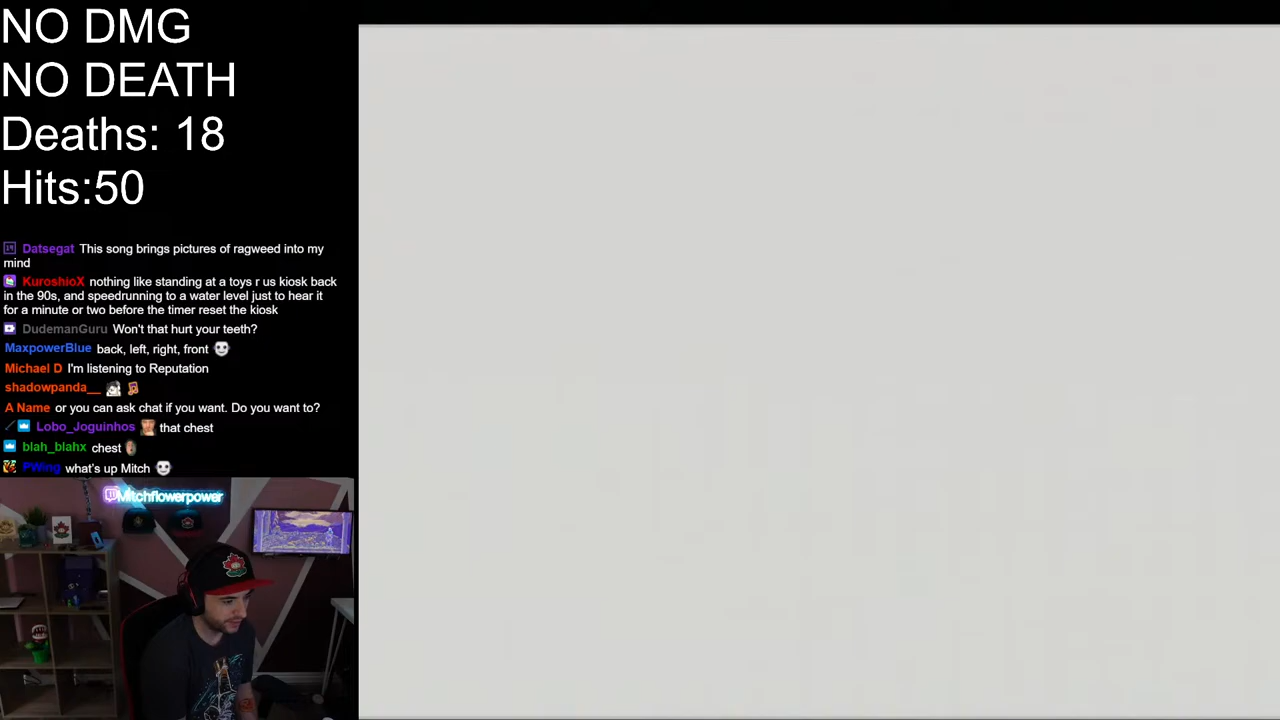 NO DMG
NO DEATH
Deaths: 18
Hits:50
Datsegat This song brings pictures of ragweed into my
mind
KuroshioX nothing like standing at a toys r us kiosk back
in the 90s, and speedrunning to a water level just to hear it
for a minute or two before the timer reset the kiosk
DudemanGuru Won't that hurt your teeth?
MaxpowerBlue back, left, right, front
Michael D I'm listening to Reputation
shadowpanda__
A Name or you can ask chat if you want. Do you want to?
Lobo_Joguinhos that chest
blah_blahx chest
PWing what's up Mitch
Mitchflowerpower